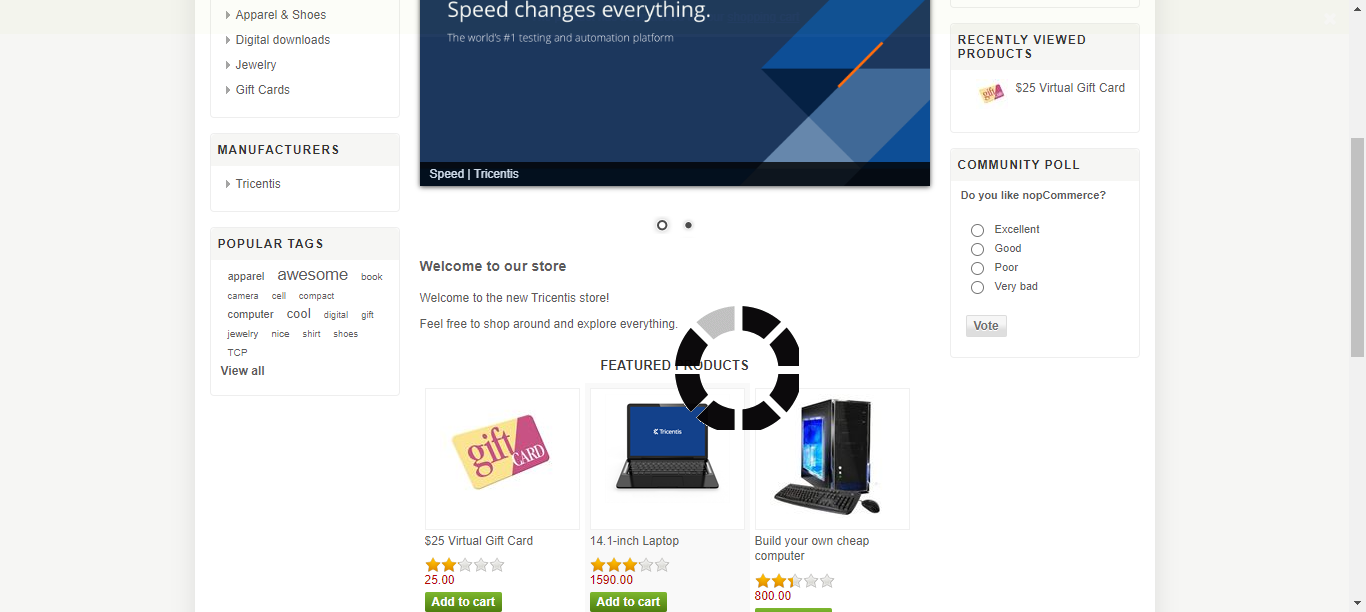 Apparel & Shoes
Digital downloads
Jewelry
Gift Cards
MANUFACTURERS
Tricentis
POPULAR TAGS
apparel awesome book
camera cell compact
computer cool digital gift
jewelry nice shirt shoes
TCP
View all
Speed changes everything.
The world's #1 testing and automation platform
Speed | Tricentis
Welcome to our store
Welcome to the new Tricentis store!
Feel free to shop around and explore everything.
FEATURED PRODUCTS
gift CARD
$25 Virtual Gift Card
25.00
Add to cart
Tricentis
14.1-inch Laptop
1590.00
Add to cart
Build your own cheap
computer
800.00
RECENTLY VIEWED
PRODUCTS
gift
$25 Virtual Gift Card
COMMUNITY POLL
Do you like nopCommerce?
Excellent
Good
Poor
Very bad
Vote